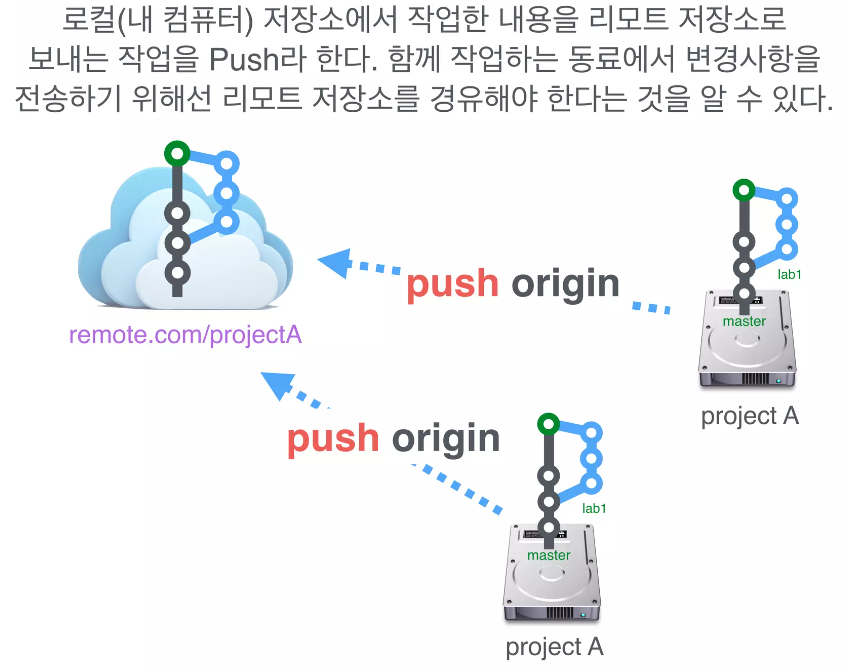 로컬(내 컴퓨터) 저장소에서 작업한 내용을 리모트 저장소로
보내는 작업을 Push라 한다. 함께 작업하는 동료에서 변경사항을
전송하기 위해선 리모트 저장소를 경유해야 한다는 것을 알 수 있다.
lab1
push origin
master
remote.com/projectA
project A
push origin
lab1
master
project A